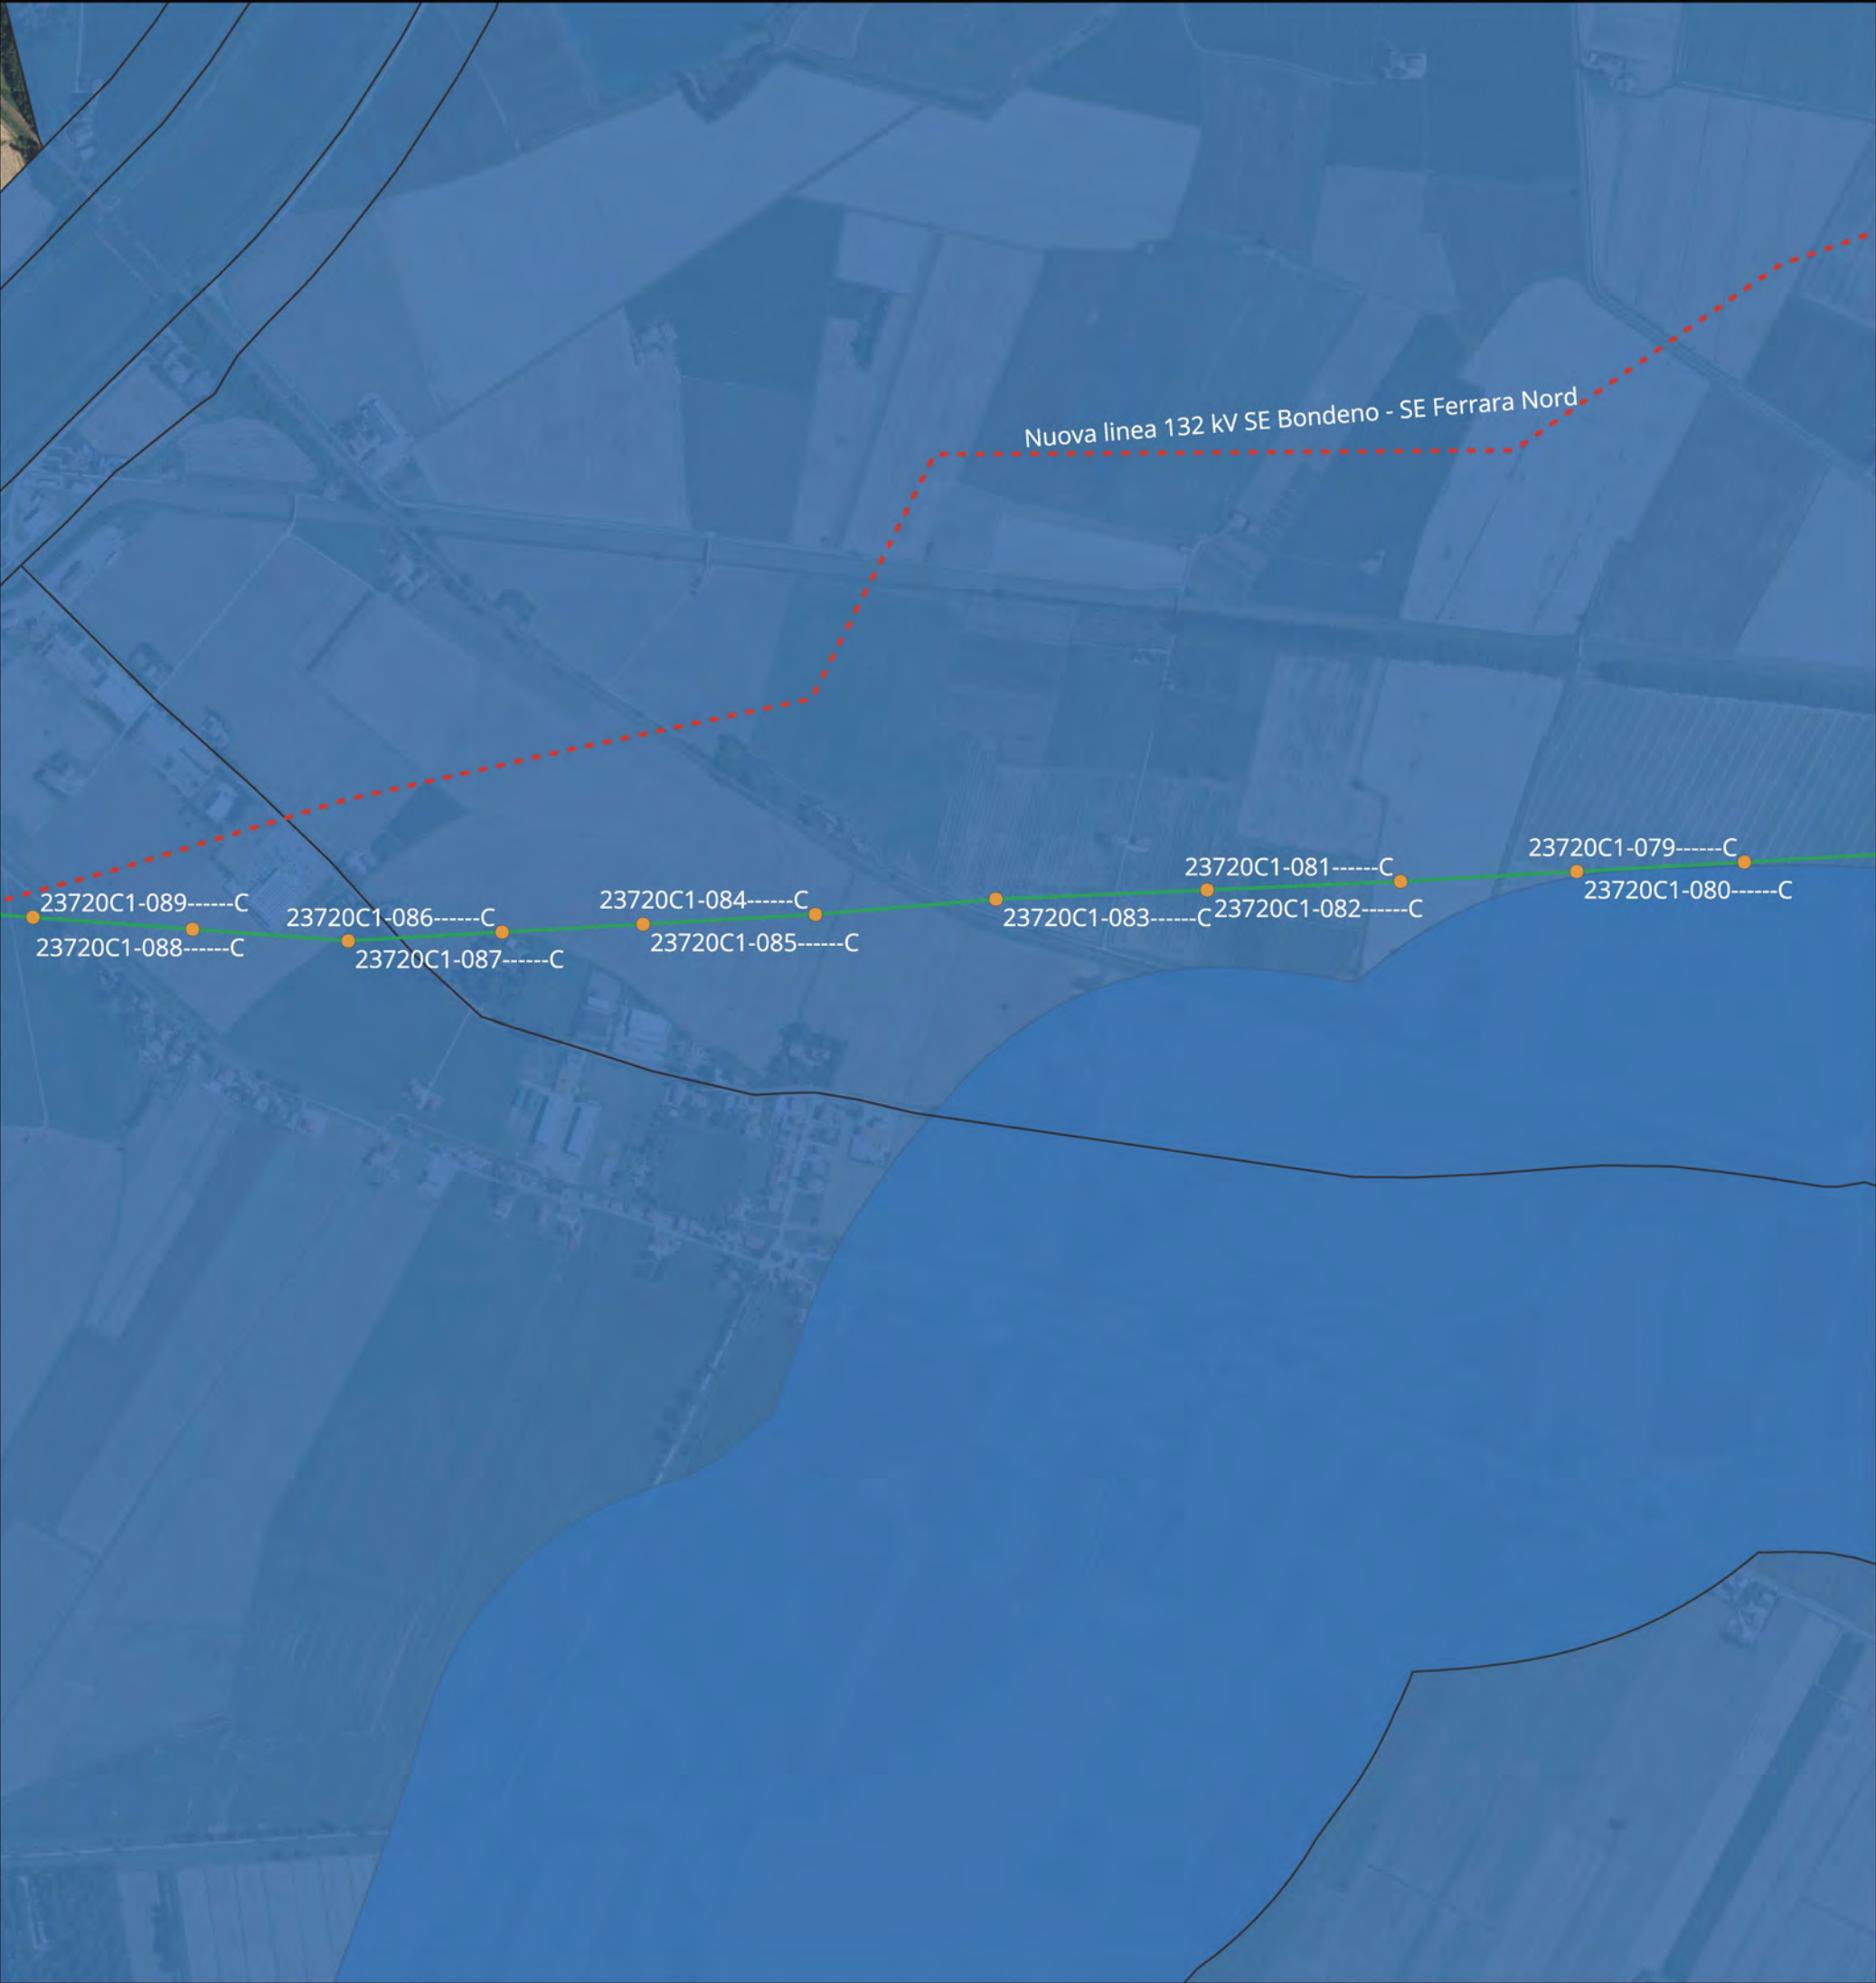 Nuova linea 132 kV SE Bondeno - SE Ferrara Nord
23720C1-079------C
23720C1-080------C
23720C1-081------C
23720C1-082------C
23720C1-083------C
23720C1-084------C
23720C1-085------C
23720C1-086------C
23720C1-087------C
23720C1-089------C
23720C1-088------C